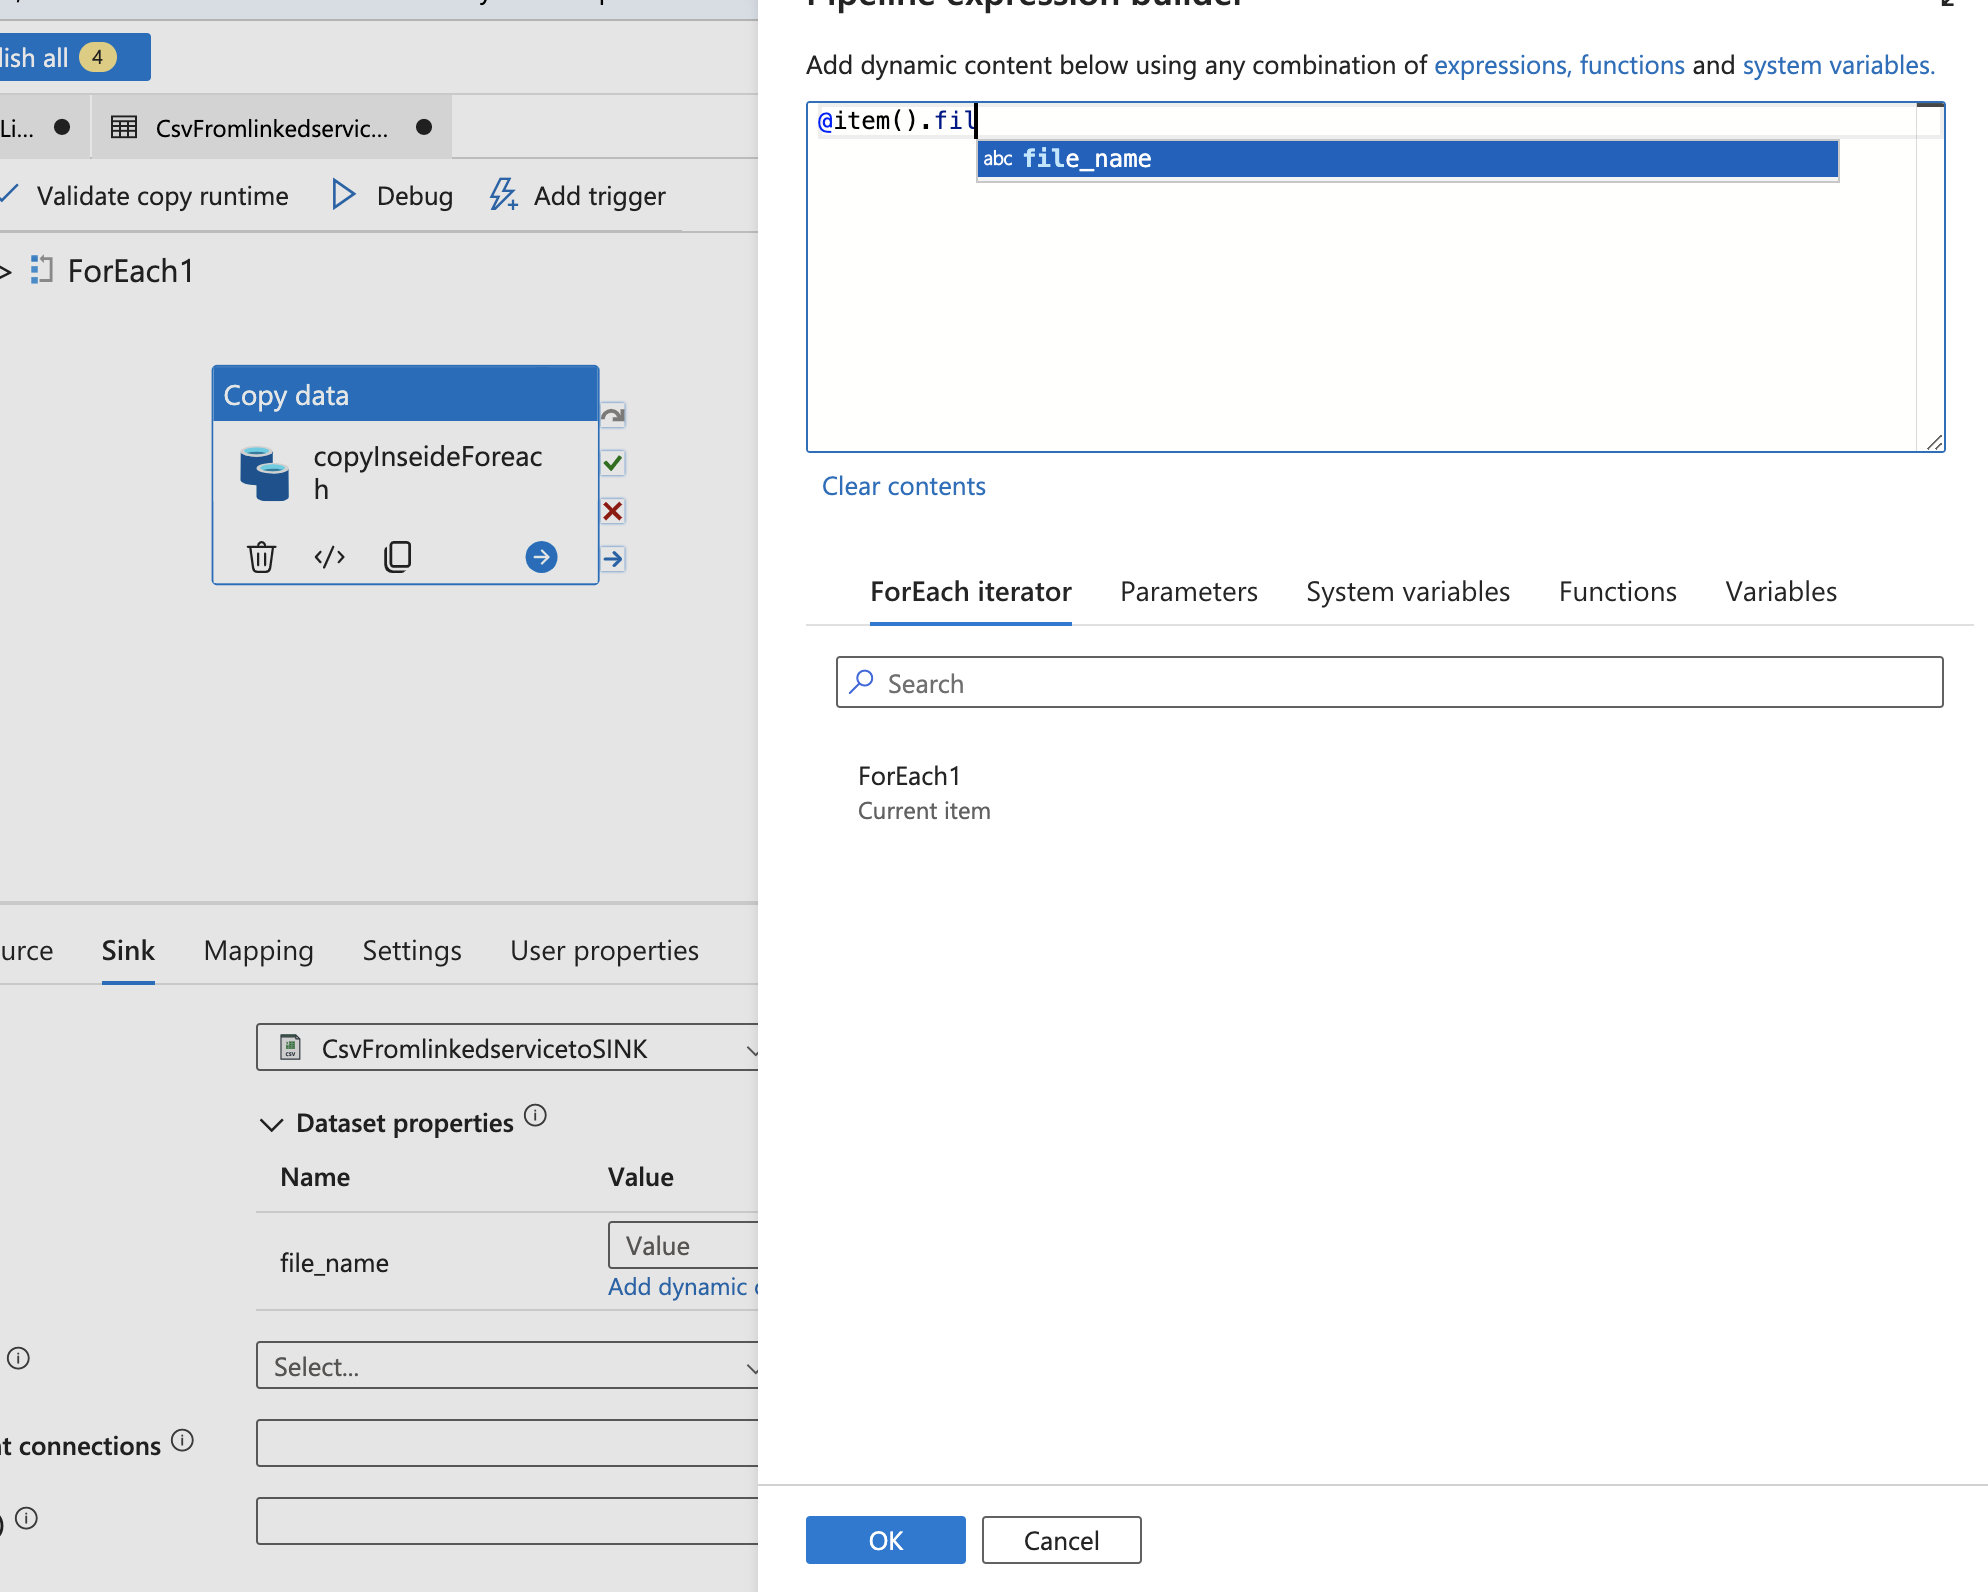 Pipeline expression builder
lish all 4
Add dynamic content below using any combination of expressions, functions and system variables.
Li...
CsvFromlinkedservic...
@item().fil
abc file_name
Validate copy runtime
Debug
Add trigger
> ForEach1
Copy data
copyInseideForeac
h
Clear contents
ForEach iterator
Parameters
System variables
Functions
Variables
Search
ForEach1
Current item
urce
Sink
Mapping
Settings
User properties
CsvFromlinkedservicetoSINK
Dataset properties
Name
Value
file_name
Value
Add dynamic c
Select...
t connections
)
OK
Cancel